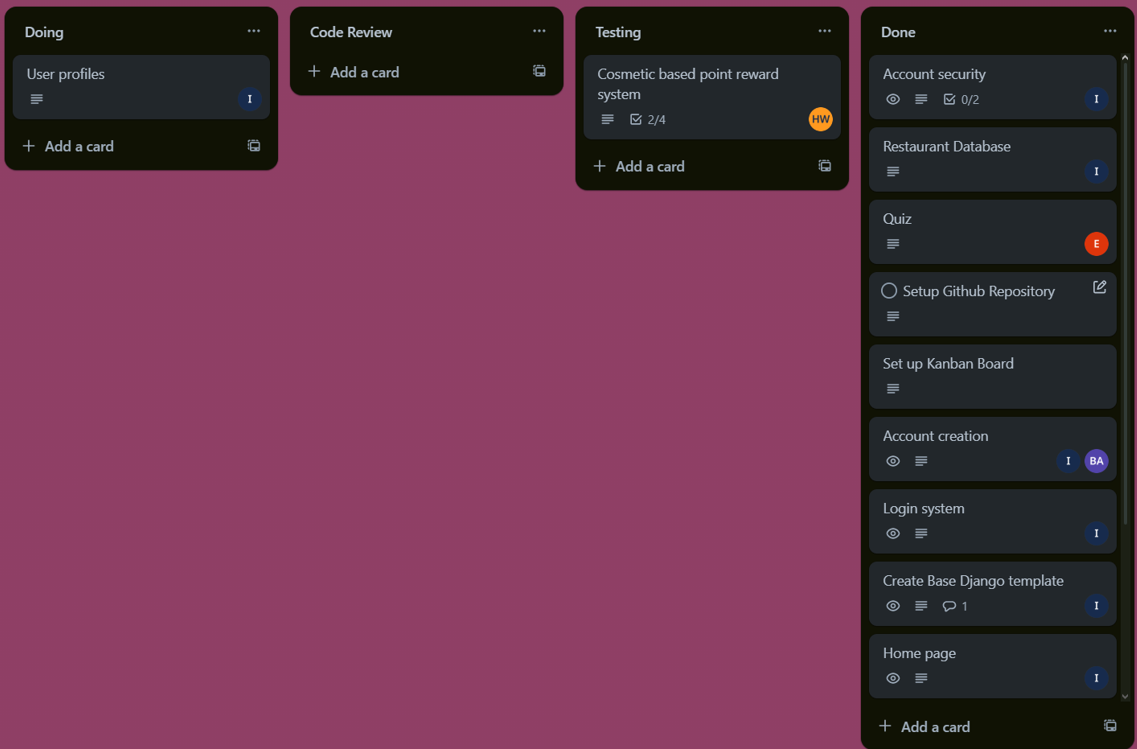 Doing
User profiles
I
Add a card
Code Review
Add a card
Testing
Cosmetic based point reward
system
2/4
HW
Add a card
Done
Account security
0/2
I
Restaurant Database
I
Quiz
E
Setup Github Repository
Set up Kanban Board
Account creation
I
BA
Login system
I
Create Base Django template
1
I
Home page
I
Add a card